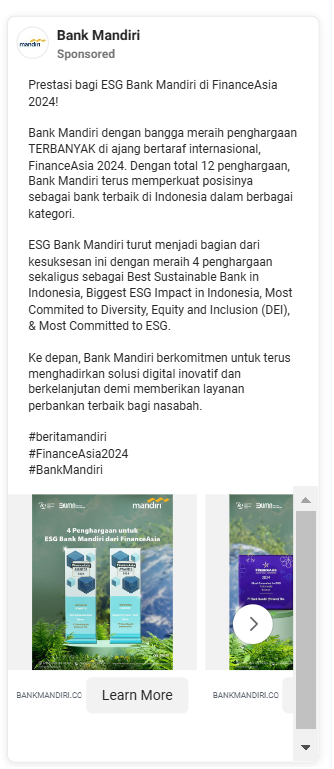 mandiri
Bank Mandiri
Sponsored
Prestasi bagi ESG Bank Mandiri di FinanceAsia
2024!
Bank Mandiri dengan bangga meraih penghargaan
TERBANYAK di ajang bertaraf internasional,
FinanceAsia 2024. Dengan total 12 penghargaan,
Bank Mandiri terus memperkuat posisinya
sebagai bank terbaik di Indonesia dalam berbagai
kategori.
ESG Bank Mandiri turut menjadi bagian dari
kesuksesan ini dengan meraih 4 penghargaan
sekaligus sebagai Best Sustainable Bank in
Indonesia, Biggest ESG Impact in Indonesia, Most
Commited to Diversity, Equity and Inclusion (DEI),
& Most Committed to ESG.
Ke depan, Bank Mandiri berkomitmen untuk terus
menghadirkan solusi digital inovatif dan
berkelanjutan demi memberikan layanan
perbankan terbaik bagi nasabah.
#beritamandiri
#FinanceAsia2024
#BankMandiri
BUMN
mandiri
4 Penghargaan untuk
ESG Bank Mandiri dari FinanceAsia
BUMN
2024
BANKMANDIRI.CO
Learn More
BANKMANDIRI.CO